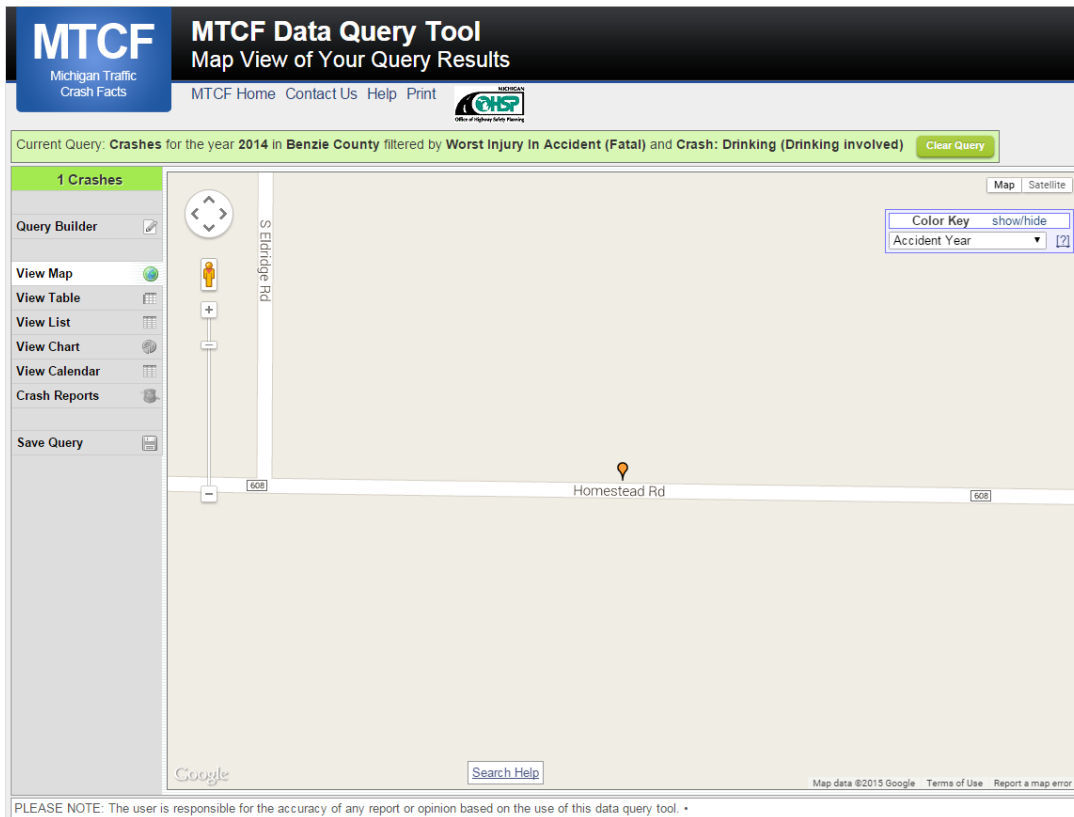 MTCF
Michigan Traffic
Crash Facts
MTCF Data Query Tool
Map View of Your Query Results
MTCF Home Contact Us Help Print
MICHIGAN
OHSP
Office of Highway Safety Planning
Current Query: Crashes for the year 2014 in Benzie County filtered by Worst Injury In Accident (Fatal) and Crash: Drinking (Drinking involved) Clear Query
1 Crashes
Query Builder
View Map
View Table
View List
View Chart
View Calendar
Crash Reports
Save Query
Map Satellite
Color Key show/hide
Accident Year [?]
S Eldridge Rd
608
Homestead Rd
608
Google
Search Help
Map data ©2015 Google Terms of Use Report a map error
PLEASE NOTE: The user is responsible for the accuracy of any report or opinion based on the use of this data query tool. •